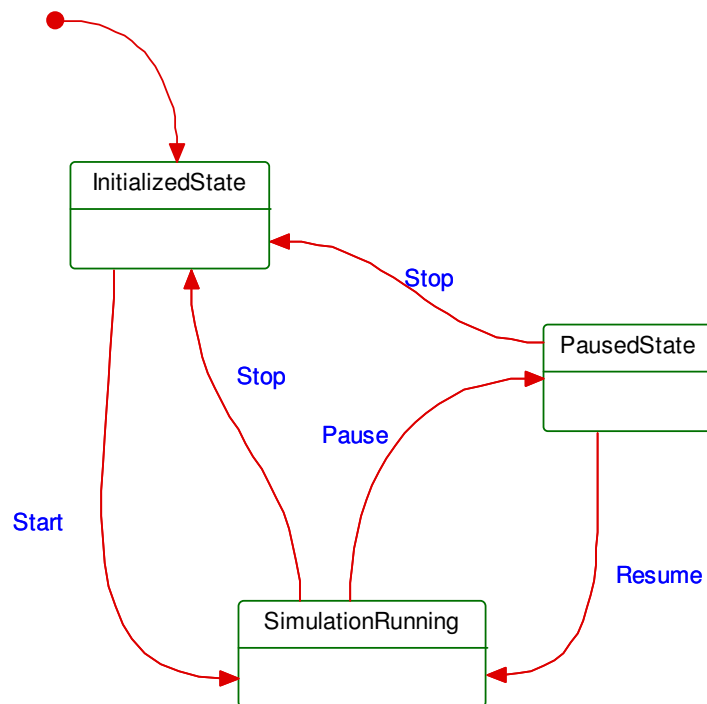 InitializedState
Stop
PausedState
Stop
Pause
Start
Resume
SimulationRunning